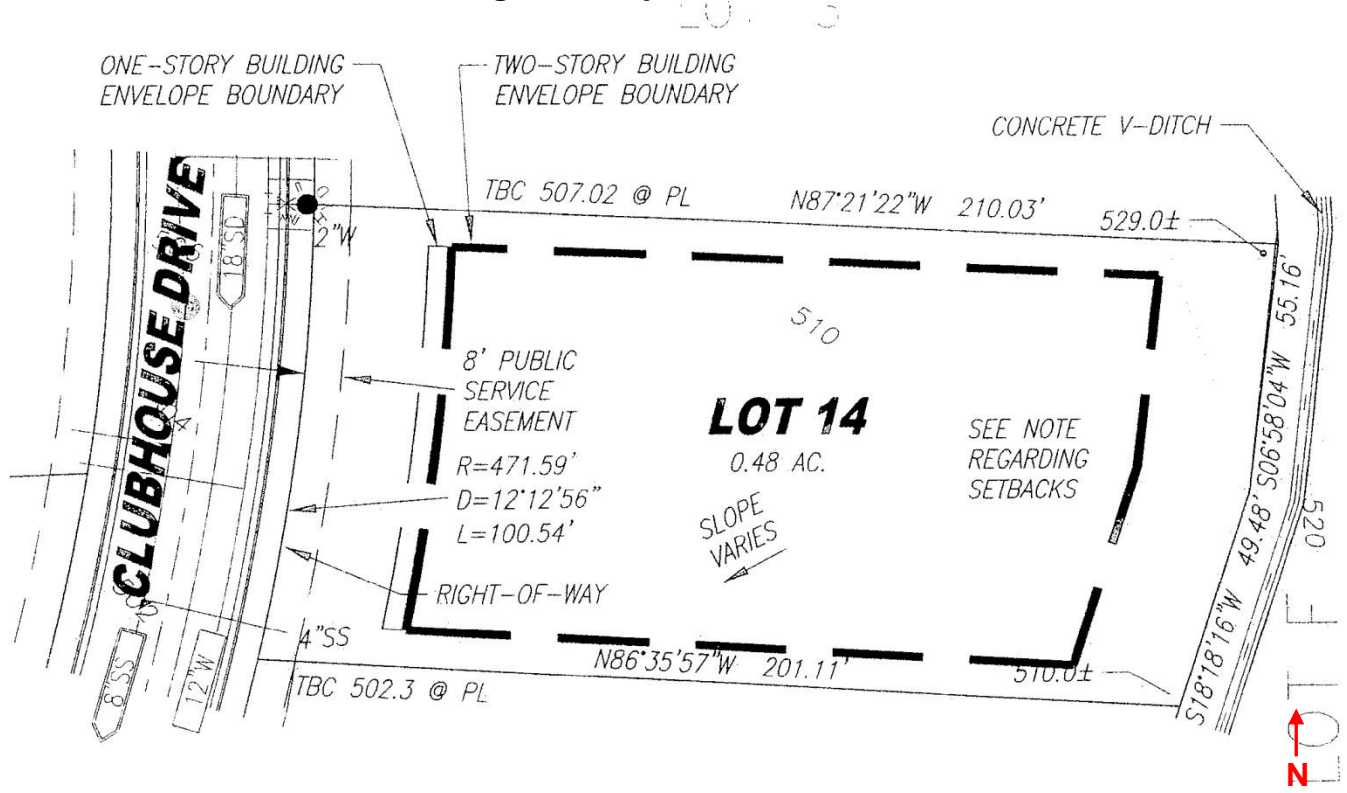 ONE-STORY BUILDING
ENVELOPE BOUNDARY
TWO-STORY BUILDING
ENVELOPE BOUNDARY
CONCRETE V-DITCH
CLUBHOUSE DRIVE
18"SD
2"W
TBC 507.02 @ PL
N87°21'22"W 210.03'
529.0±
510
8' PUBLIC
SERVICE
EASEMENT
R=471.59'
D=12°12'56"
L=100.54'
LOT 14
0.48 AC.
SEE NOTE
REGARDING
SETBACKS
SLOPE
VARIES
S06°58'04"W 55.16'
S18°18'16"W 49.48'
520
RIGHT-OF-WAY
4"SS
8"SS
12"W
TBC 502.3 @ PL
N86°35'57"W 201.11'
510.0±
N